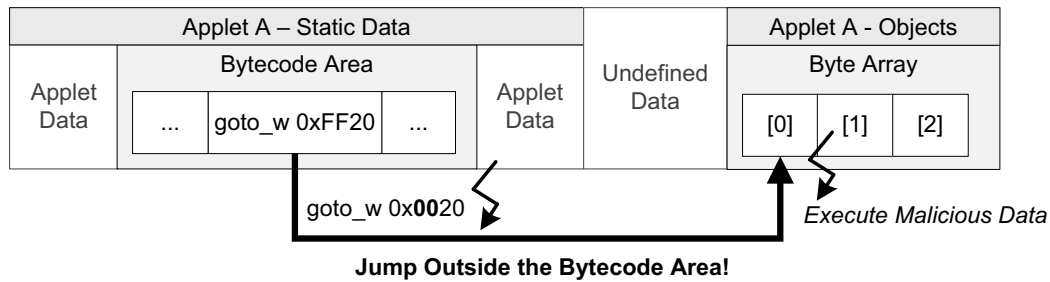 Applet A – Static Data
Applet A - Objects
Applet Data
Bytecode Area
Applet Data
Undefined Data
Byte Array
...
goto_w 0xFF20
...
[0]
[1]
[2]
goto_w 0x0020
Execute Malicious Data
Jump Outside the Bytecode Area!